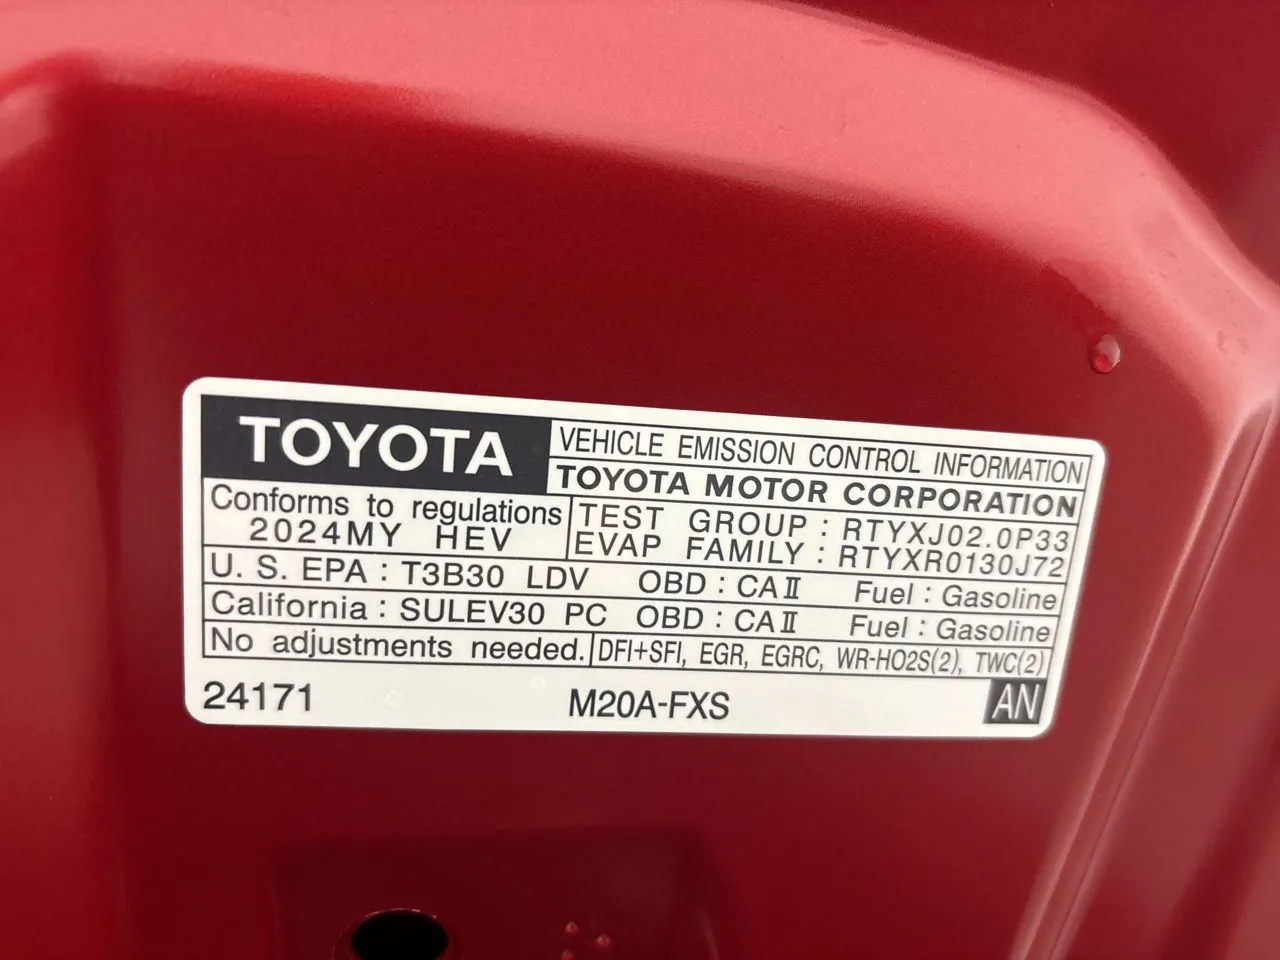 TOYOTA
VEHICLE EMISSION CONTROL INFORMATION
TOYOTA MOTOR CORPORATION
Conforms to regulations
2024MY HEV
TEST GROUP : RTYXJ02.0P33
EVAP FAMILY : RTYXR0130J72
U. S. EPA : T3B30 LDV OBD : CAⅡ Fuel : Gasoline
California : SULEV30 PC OBD : CAⅡ Fuel : Gasoline
No adjustments needed. DFI+SFI, EGR, EGRC, WR-HO2S(2), TWC(2)
24171 M20A-FXS AN